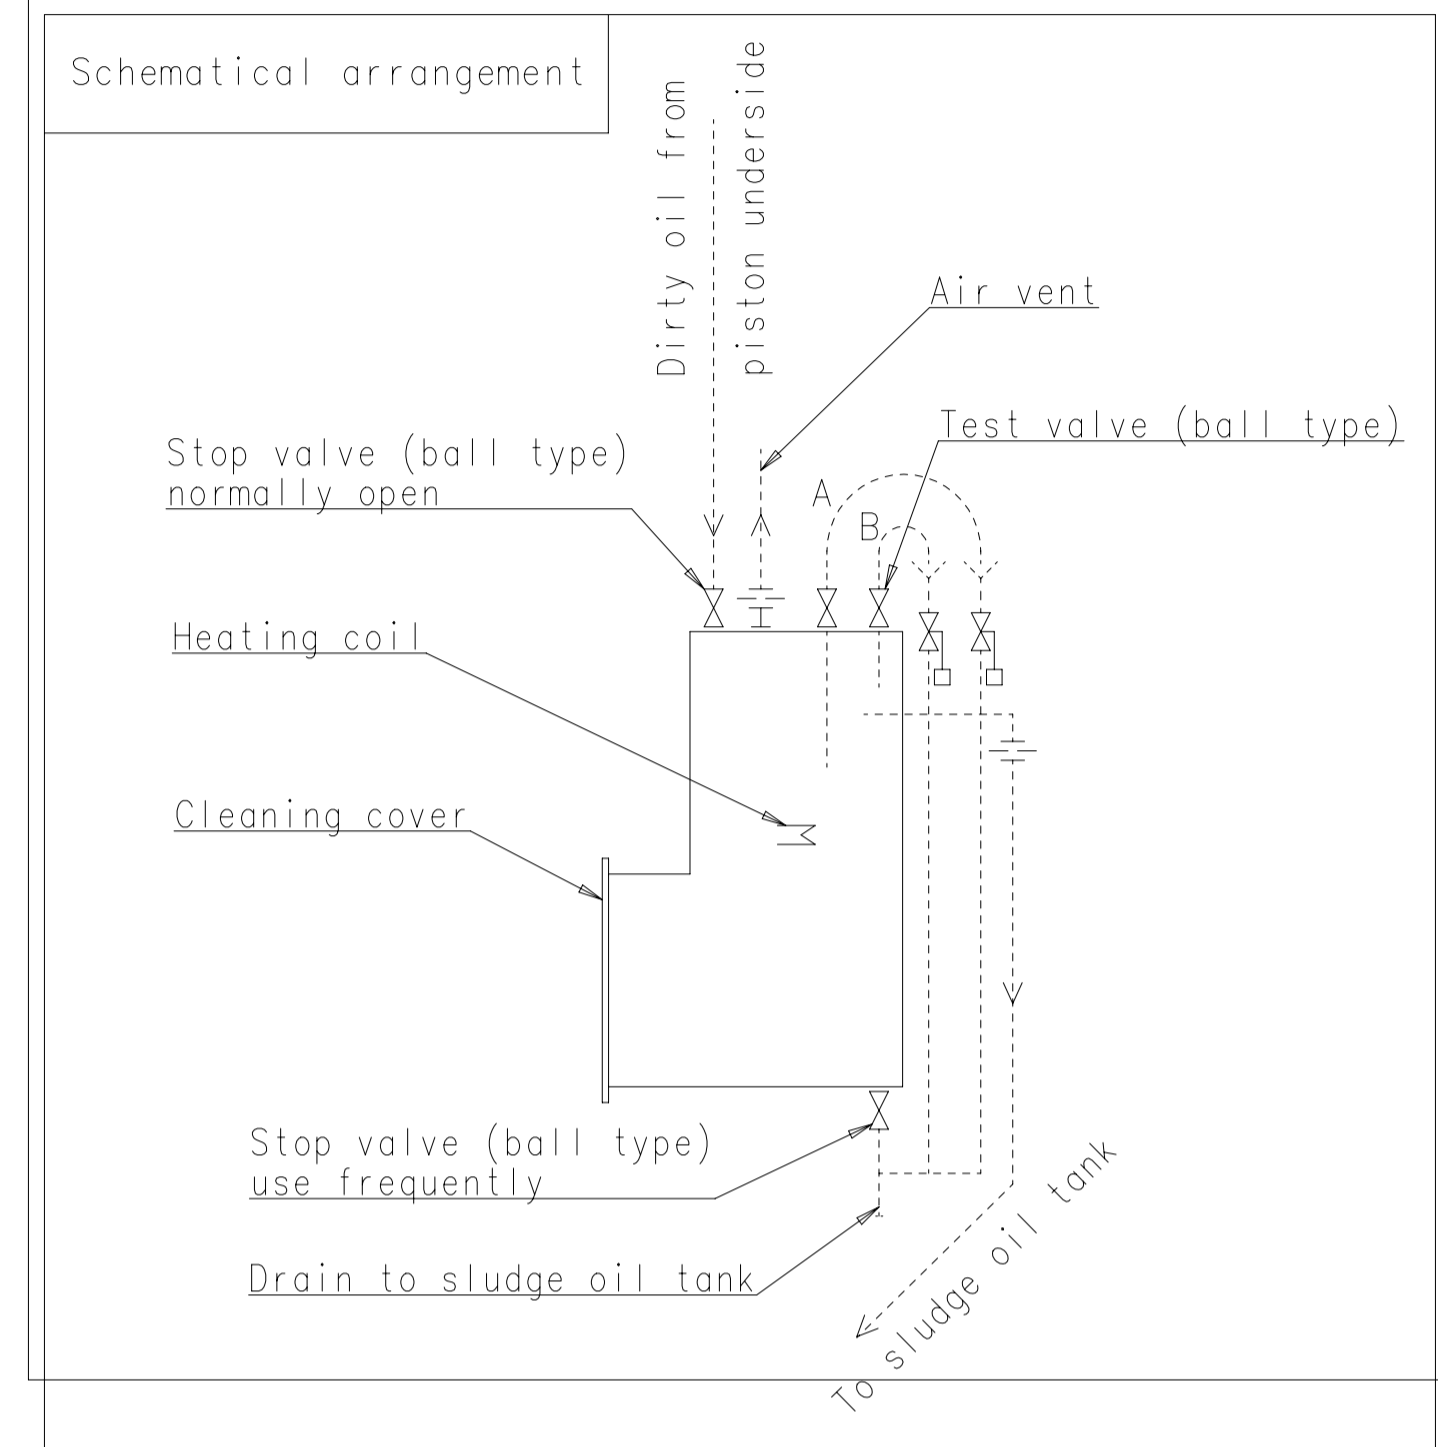 Schematical arrangement
Dirty oil from
piston underside
Air vent
Test valve (ball type)
Stop valve (ball type)
normally open
A
B
Heating coil
Cleaning cover
Stop valve (ball type)
use frequently
Drain to sludge oil tank
To sludge oil tank